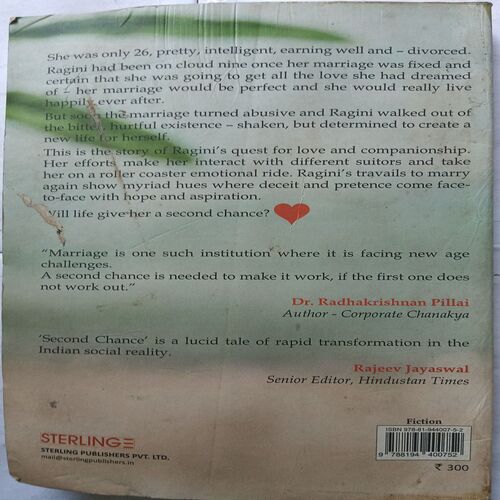 She was only 26, pretty, intelligent, earning well and – divorced.
Ragini had been on cloud nine once her marriage was fixed and
certain that she was going to get all the love she had dreamed
of – her marriage would be perfect and she would really live
happily ever after.
But soon the marriage turned abusive and Ragini walked out of
the bitter, hurtful existence – shaken, but determined to create a
new life for herself.
This is the story of Ragini's quest for love and companionship.
Her efforts make her interact with different suitors and take
her on a roller coaster emotional ride. Ragini's travails to marry
again show myriad hues where deceit and pretence come face-
to-face with hope and aspiration.
Will life give her a second chance?
"Marriage is one such institution where it is facing new age
challenges.
A second chance is needed to make it work, if the first one does
not work out."
Dr. Radhakrishnan Pillai
Author – Corporate Chanakya
'Second Chance' is a lucid tale of rapid transformation in the
Indian social reality.
Rajeev Jayaswal
Senior Editor, Hindustan Times
Fiction
ISBN 978-81-944007-5-2
9 788194 400752
₹ 300
STERLING
STERLING PUBLISHERS PVT. LTD.
mail@sterlingpublishers.in